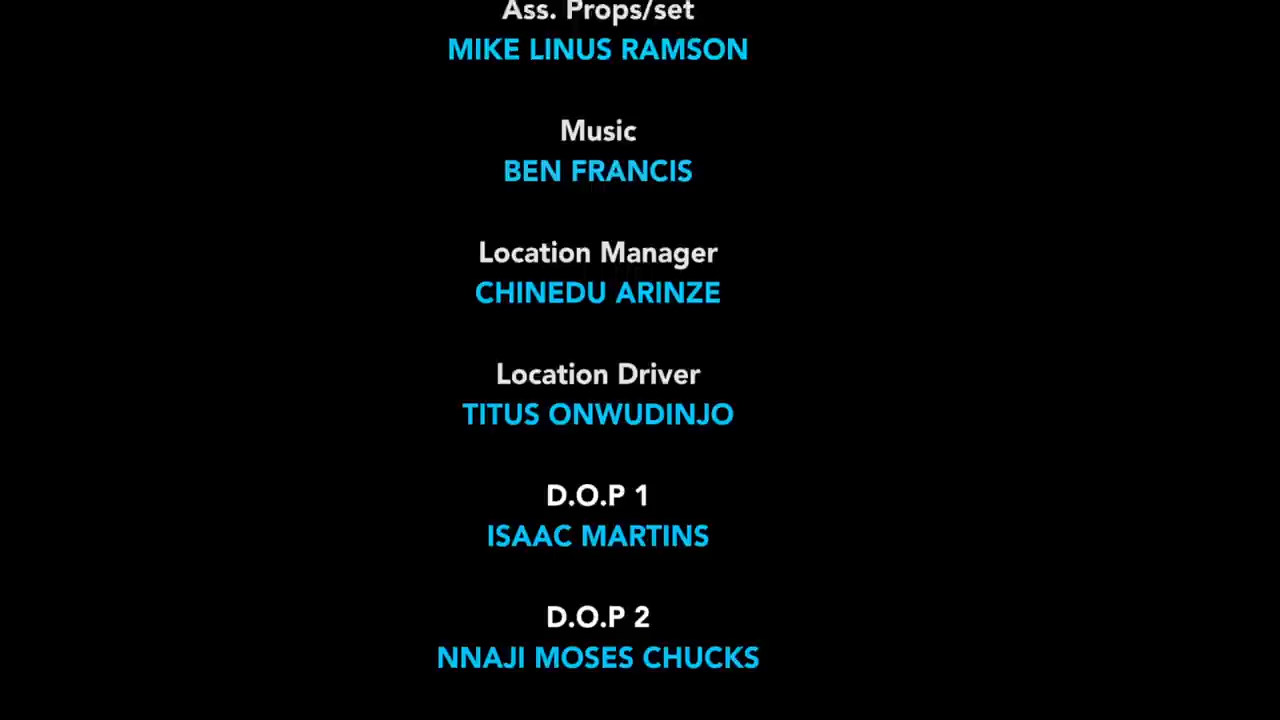 Ass. Props/set
MIKE LINUS RAMSON
Music
BEN FRANCIS
Location Manager
CHINEDU ARINZE
Location Driver
TITUS ONWUDINJO
D.O.P 1
ISAAC MARTINS
D.O.P 2
NNAJI MOSES CHUCKS